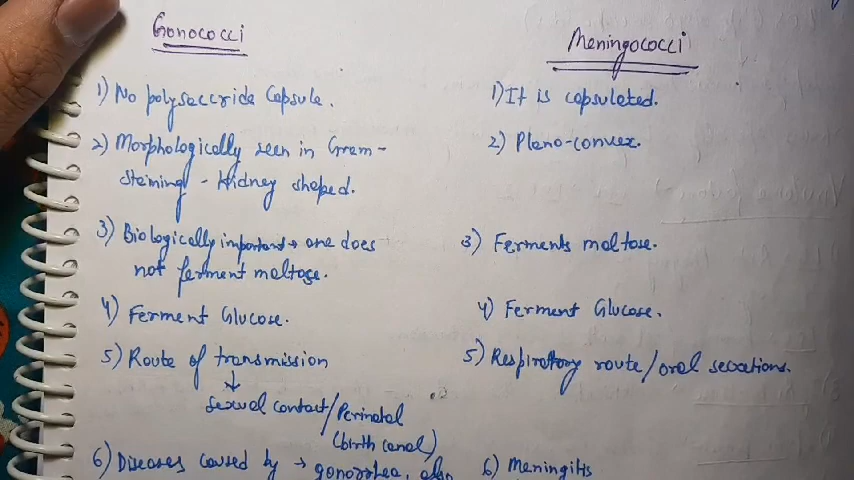 Gonococci
1) No polysaccride Capsule.
2) Morphologically seen in Gram-
staining - Kidney shaped.
3) Biologically important → one does
not ferment maltose.
4) Ferment Glucose.
5) Route of transmission
↓
sexual contact/Perinatal
(birth canal)
6) Diseases caused by → gonorrhea, also
Meningococci
1) It is capsulated.
2) Plano-convex.
3) Ferments maltose.
4) Ferment Glucose.
5) Respiratory route/oral secretions.
6) Meningitis